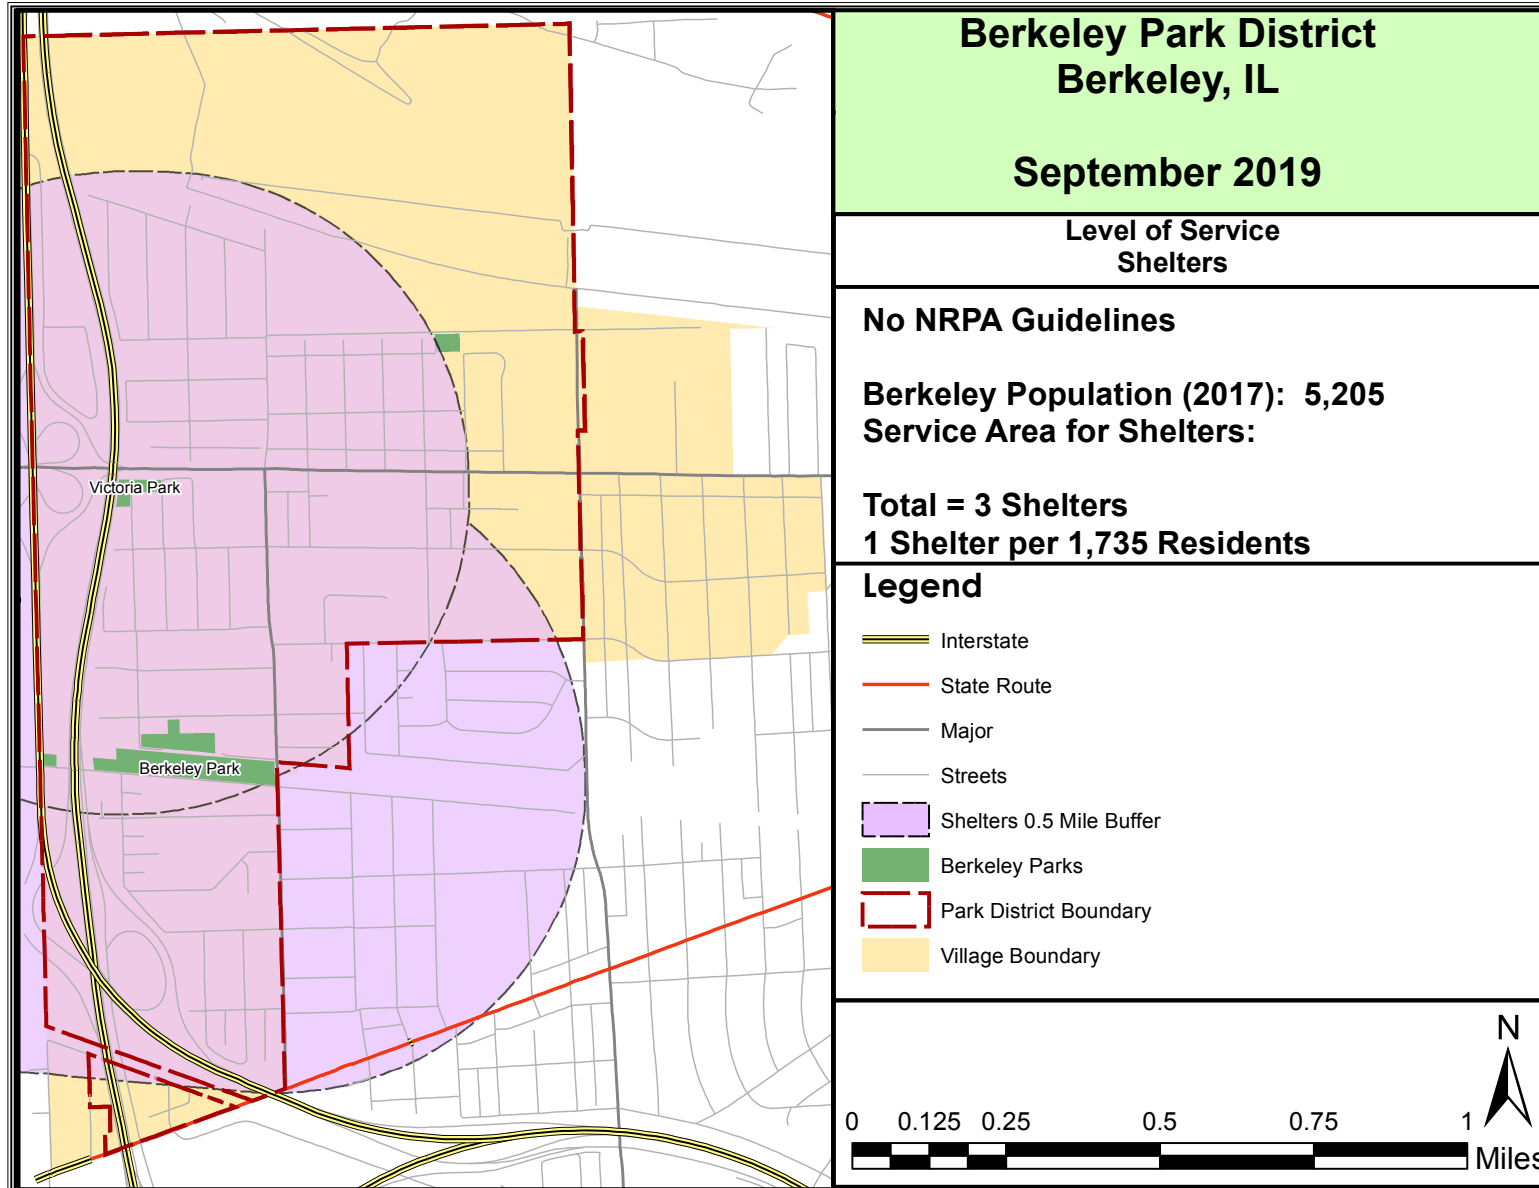 Berkeley Park District
Berkeley, IL
September 2019
Level of Service
Shelters
No NRPA Guidelines
Berkeley Population (2017): 5,205
Service Area for Shelters:
Total = 3 Shelters
1 Shelter per 1,735 Residents
Legend
Interstate
State Route
Major
Streets
Shelters 0.5 Mile Buffer
Berkeley Parks
Park District Boundary
Village Boundary
N
0 0.125 0.25 0.5 0.75 1
Miles
Victoria Park
Berkeley Park